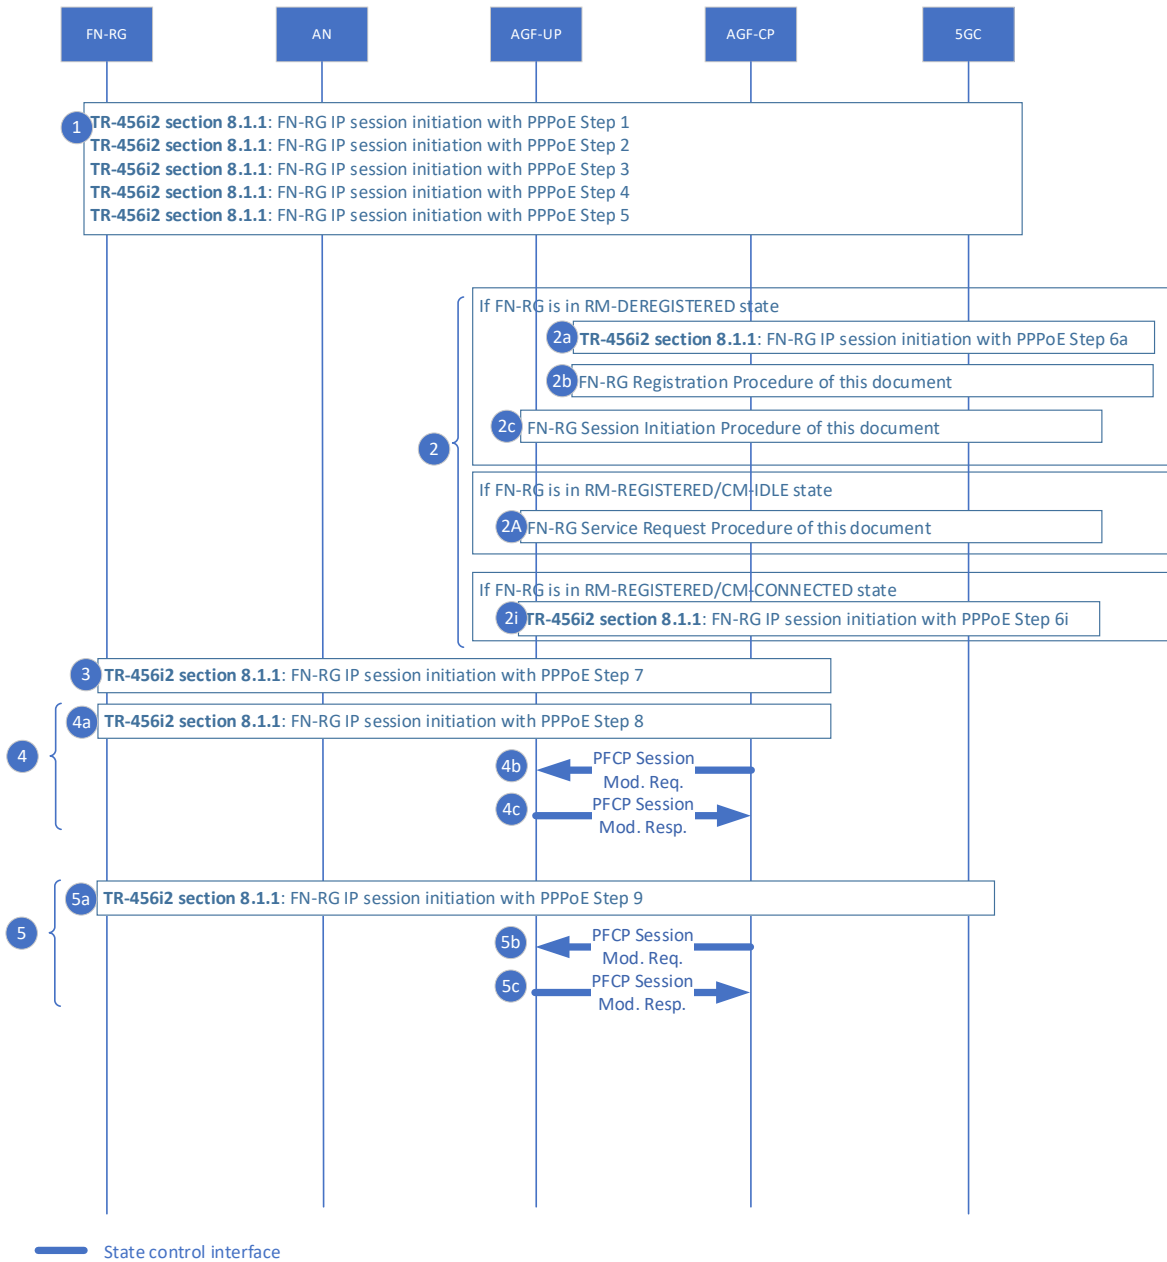 FN-RG
AN
AGF-UP
AGF-CP
5GC
1
TR-456i2 section 8.1.1: FN-RG IP session initiation with PPPoE Step 1
TR-456i2 section 8.1.1: FN-RG IP session initiation with PPPoE Step 2
TR-456i2 section 8.1.1: FN-RG IP session initiation with PPPoE Step 3
TR-456i2 section 8.1.1: FN-RG IP session initiation with PPPoE Step 4
TR-456i2 section 8.1.1: FN-RG IP session initiation with PPPoE Step 5
2
If FN-RG is in RM-DEREGISTERED state
2a
TR-456i2 section 8.1.1: FN-RG IP session initiation with PPPoE Step 6a
2b
FN-RG Registration Procedure of this document
2c
FN-RG Session Initiation Procedure of this document
If FN-RG is in RM-REGISTERED/CM-IDLE state
2A
FN-RG Service Request Procedure of this document
If FN-RG is in RM-REGISTERED/CM-CONNECTED state
2i
TR-456i2 section 8.1.1: FN-RG IP session initiation with PPPoE Step 6i
3
TR-456i2 section 8.1.1: FN-RG IP session initiation with PPPoE Step 7
4
4a
TR-456i2 section 8.1.1: FN-RG IP session initiation with PPPoE Step 8
4b
PFCP Session
Mod. Req.
4c
PFCP Session
Mod. Resp.
5
5a
TR-456i2 section 8.1.1: FN-RG IP session initiation with PPPoE Step 9
5b
PFCP Session
Mod. Req.
5c
PFCP Session
Mod. Resp.
State control interface